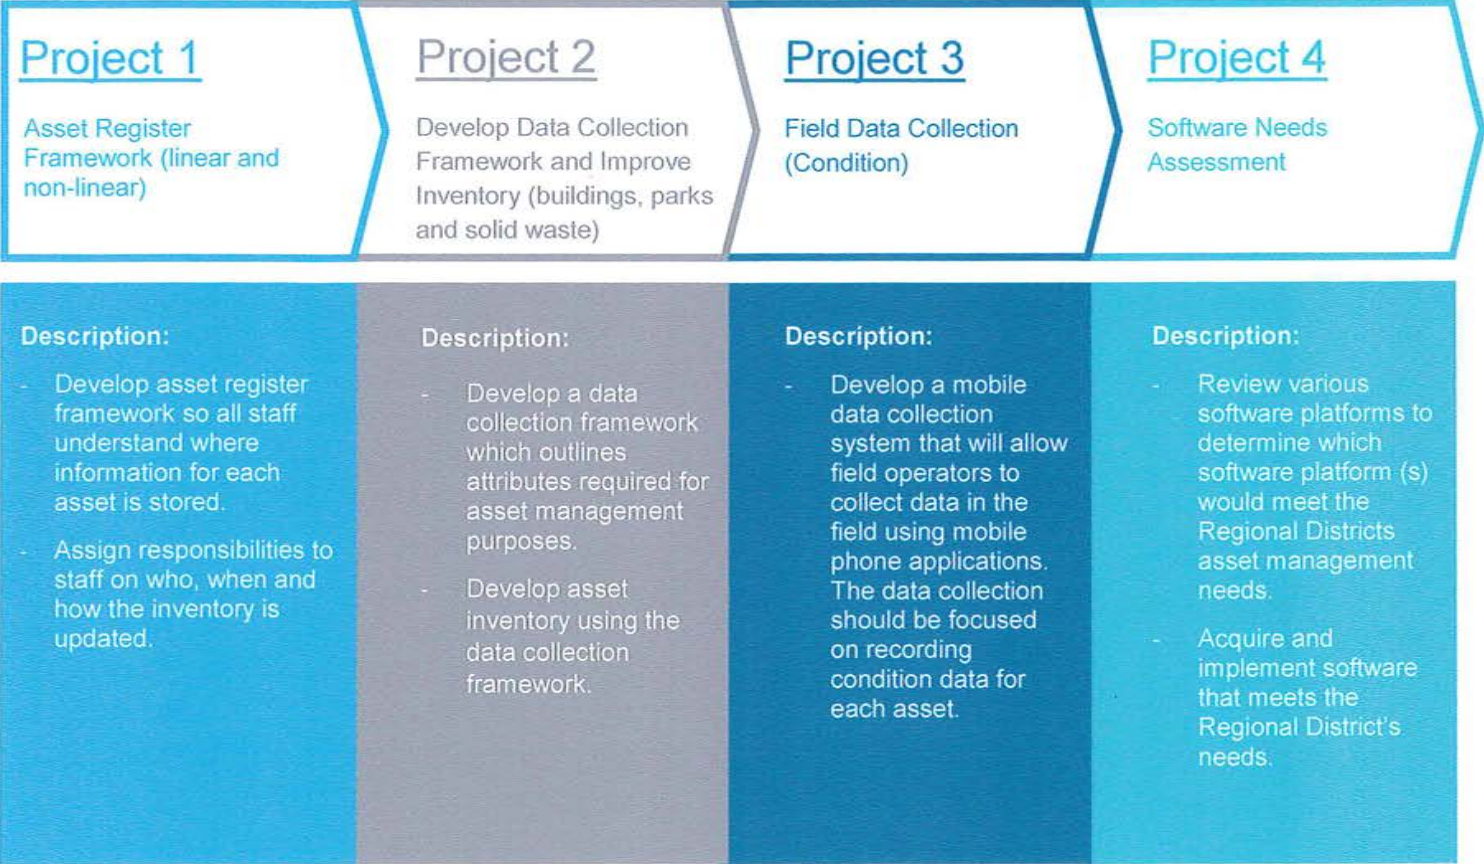 Project 1
Asset Register
Framework (linear and
non-linear)
Project 2
Develop Data Collection
Framework and Improve
Inventory (buildings, parks
and solid waste)
Project 3
Field Data Collection
(Condition)
Project 4
Software Needs
Assessment
Description:
- Develop asset register
framework so all staff
understand where
information for each
asset is stored.
- Assign responsibilities to
staff on who, when and
how the inventory is
updated.
Description:
- Develop a data
collection framework
which outlines
attributes required for
asset management
purposes.
- Develop asset
inventory using the
data collection
framework.
Description:
- Develop a mobile
data collection
system that will allow
field operators to
collect data in the
field using mobile
phone applications.
The data collection
should be focused
on recording
condition data for
each asset.
Description:
- Review various
software platforms to
determine which
software platform (s)
would meet the
Regional Districts
asset management
needs.
- Acquire and
implement software
that meets the
Regional District's
needs.